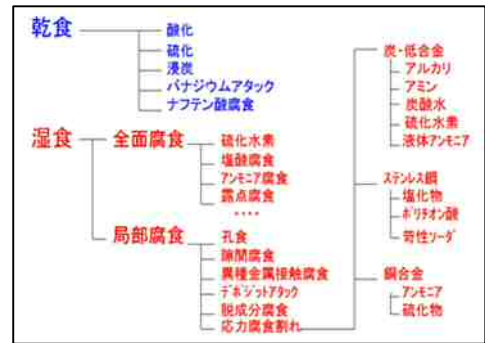 乾食
酸化
硫化
浸炭
バナジウムアタック
ナフテン酸腐食
湿食
全面腐食
硫化水素
塩酸腐食
アンモニア腐食
露点腐食
････
局部腐食
孔食
隙間腐食
異種金属接触腐食
デポジットアタック
脱成分腐食
応力腐食割れ
炭・低合金
アルカリ
アミン
炭酸水
硫化水素
液体アンモニア
ステンレス鋼
塩化物
ポリチオン酸
苛性ソーダ
銅合金
アンモニア
硫化物